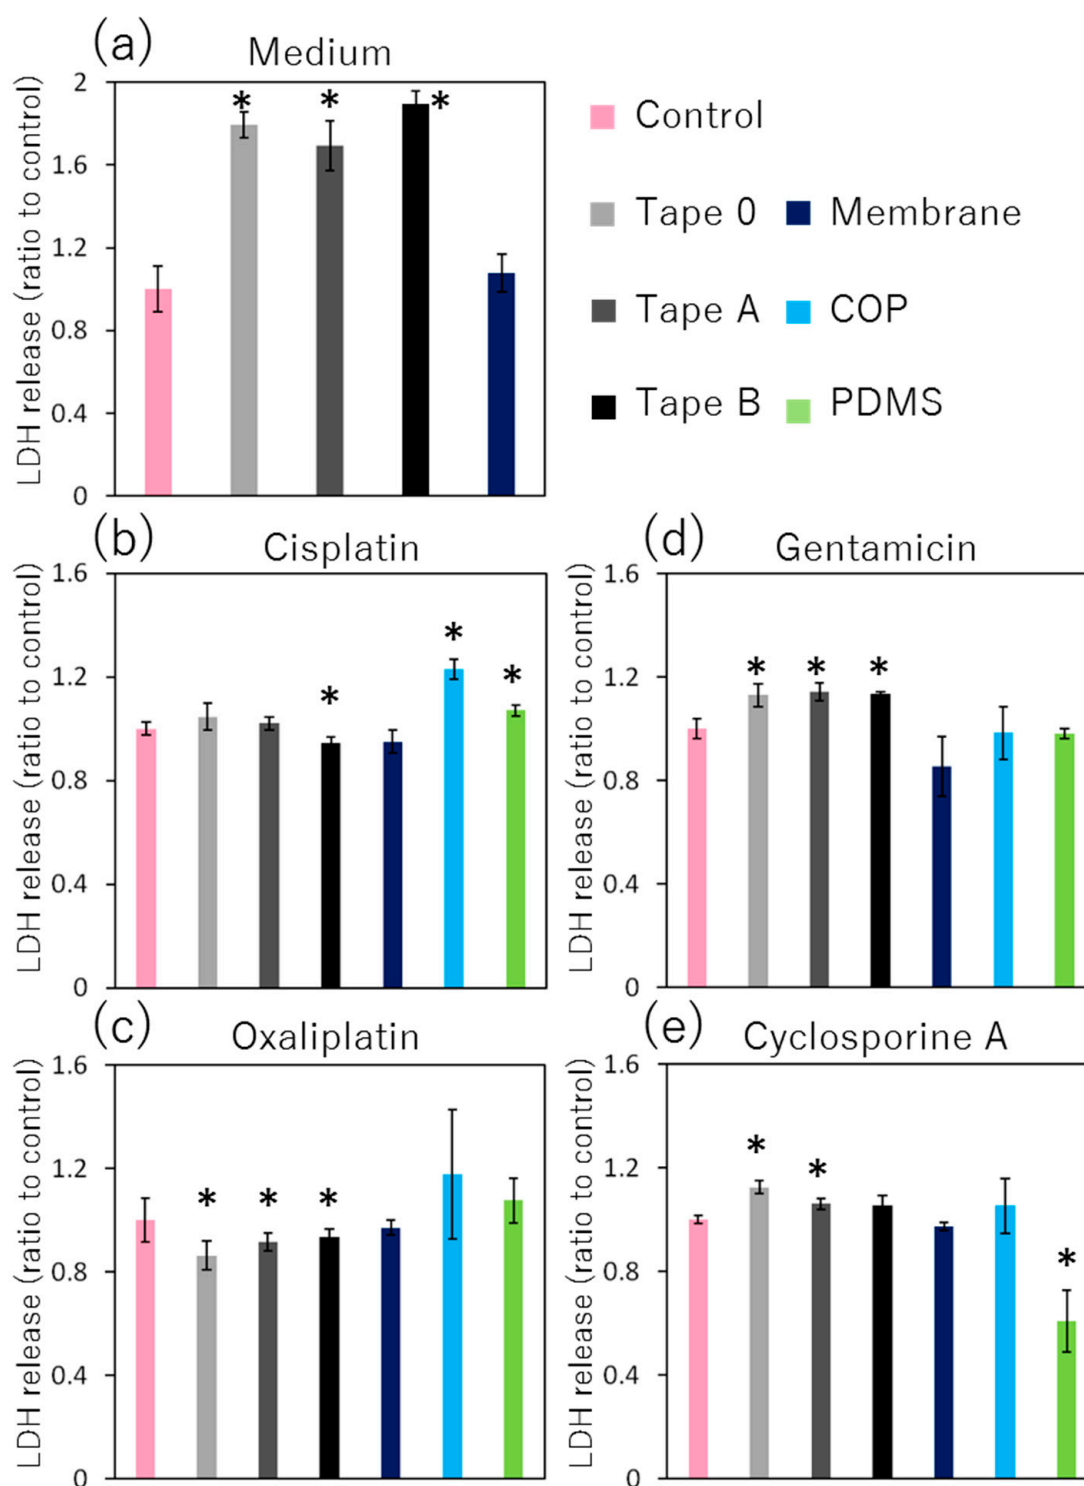 (a)
Medium
LDH release (ratio to control)
2
1.6
1.2
0.8
0.4
0
*
*
*
Control
Tape 0
Membrane
Tape A
COP
Tape B
PDMS
(b)
Cisplatin
LDH release (ratio to control)
1.6
1.2
0.8
0.4
0
*
*
*
(d)
Gentamicin
LDH release (ratio to control)
1.6
1.2
0.8
0.4
0
*
*
*
(c)
Oxaliplatin
LDH release (ratio to control)
1.6
1.2
0.8
0.4
0
*
*
*
(e)
Cyclosporine A
LDH release (ratio to control)
1.6
1.2
0.8
0.4
0
*
*
*